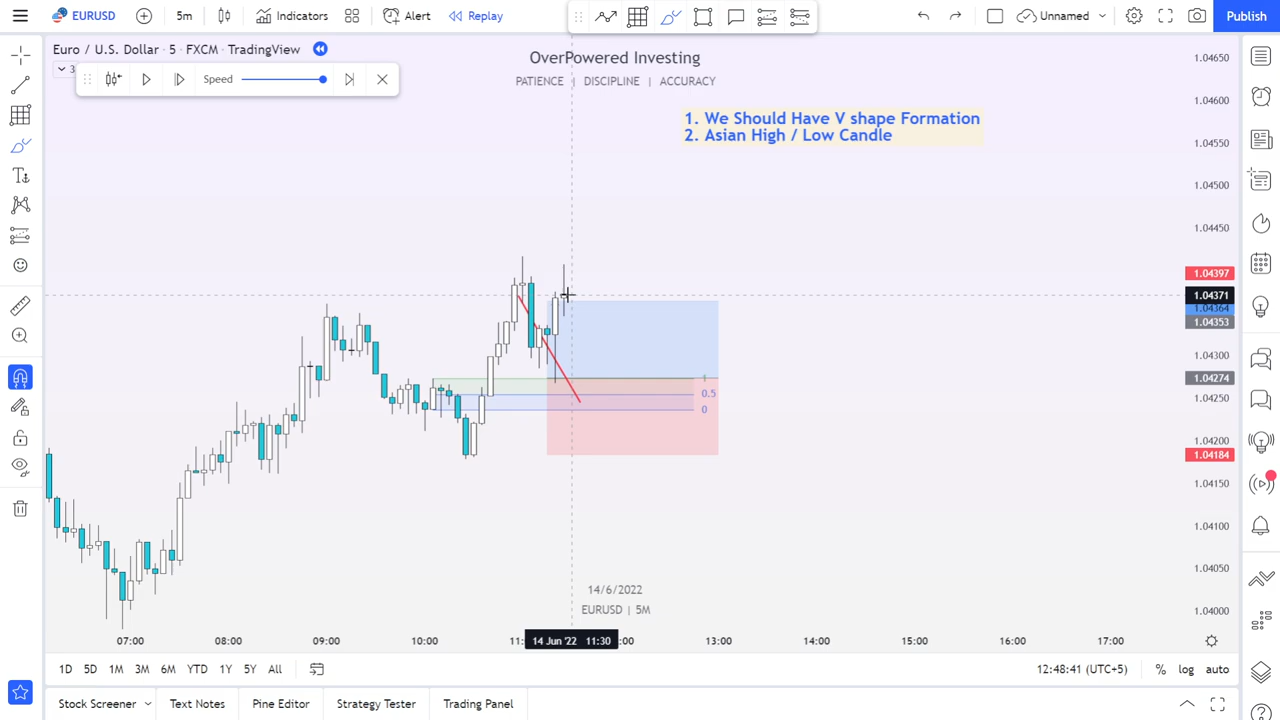 EURUSD
5m
Indicators
Alert
Replay
Unnamed
Publish
Euro / U.S. Dollar · 5 · FXCM · TradingView
3
Speed
OverPowered Investing
PATIENCE | DISCIPLINE | ACCURACY
1. We Should Have V shape Formation
2. Asian High / Low Candle
1.04650
1.04600
1.04550
1.04500
1.04450
1.04397
1.04371
1.04364
1.04353
1.04300
1.04274
1.04250
1.04200
1.04184
1.04150
1.04100
1.04050
1.04000
1
0.5
0
14/6/2022
EURUSD | 5M
07:00 08:00 09:00 10:00 11: 14 Jun '22 11:30 :00 13:00 14:00 15:00 16:00 17:00
1D 5D 1M 3M 6M YTD 1Y 5Y All
12:48:41 (UTC+5) % log auto
Stock Screener Text Notes Pine Editor Strategy Tester Trading Panel